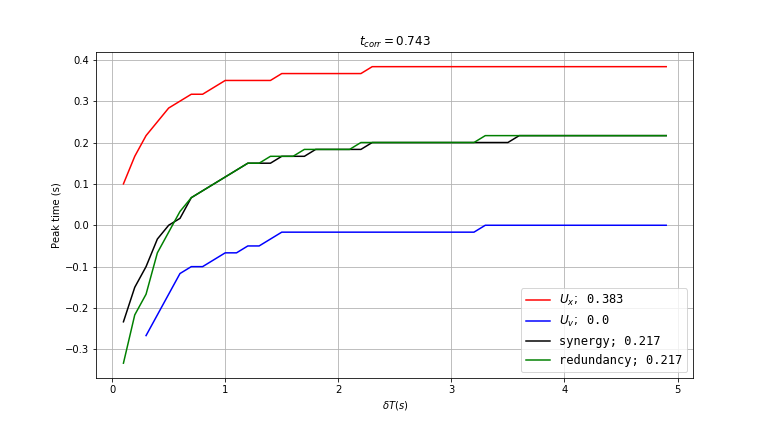 t_corr = 0.743
0.4
0.3
0.2
0.1
0.0
−0.1
−0.2
−0.3
Peak time (s)
U_x; 0.383
U_v; 0.0
synergy; 0.217
redundancy; 0.217
0 1 2 3 4 5
δT(s)